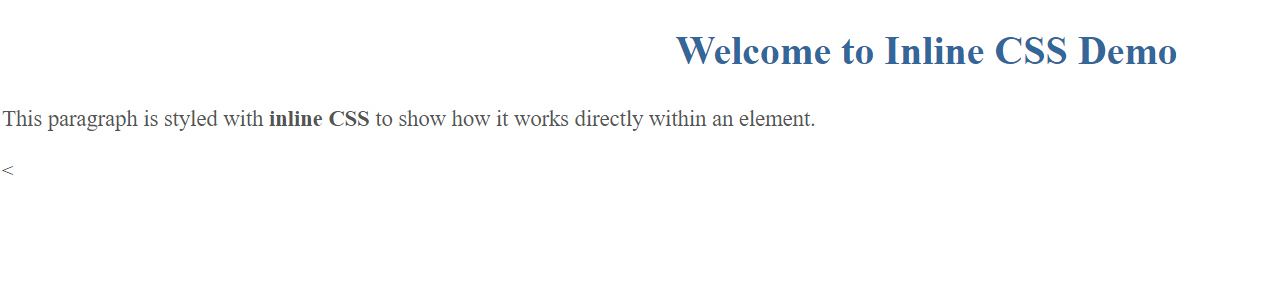 Welcome to Inline CSS Demo
This paragraph is styled with inline CSS to show how it works directly within an element.
<